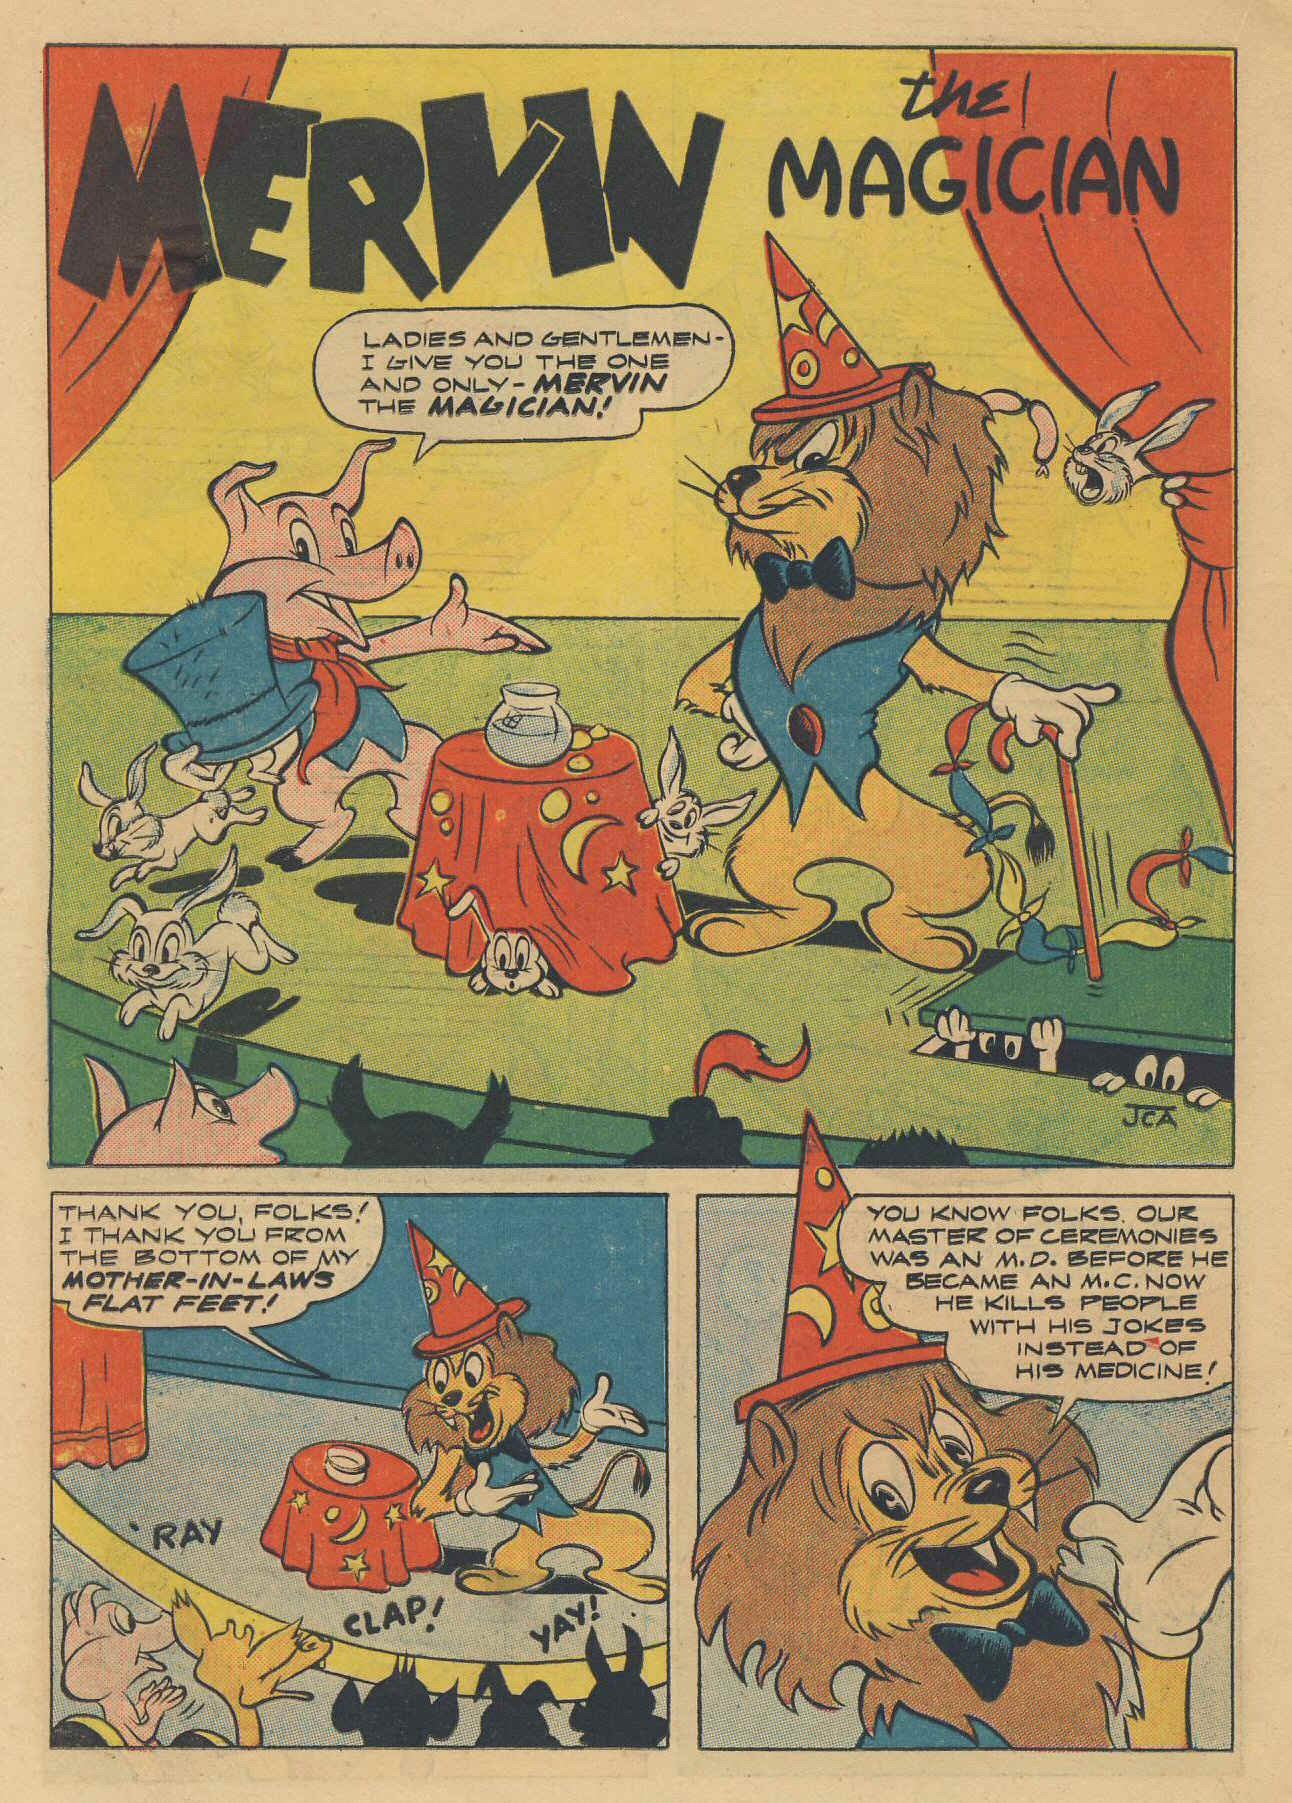 MERVIN
the
MAGICIAN
LADIES AND GENTLEMEN-
I GIVE YOU THE ONE
AND ONLY- MERVIN
THE MAGICIAN!
JCA
THANK YOU, FOLKS!
I THANK YOU FROM
THE BOTTOM OF MY
MOTHER-IN-LAWS
FLAT FEET!
'RAY
CLAP!
YAY!
YOU KNOW FOLKS, OUR
MASTER OF CEREMONIES
WAS AN M.D. BEFORE HE
BECAME AN M.C. NOW
HE KILLS PEOPLE
WITH HIS JOKES
INSTEAD OF
HIS MEDICINE!